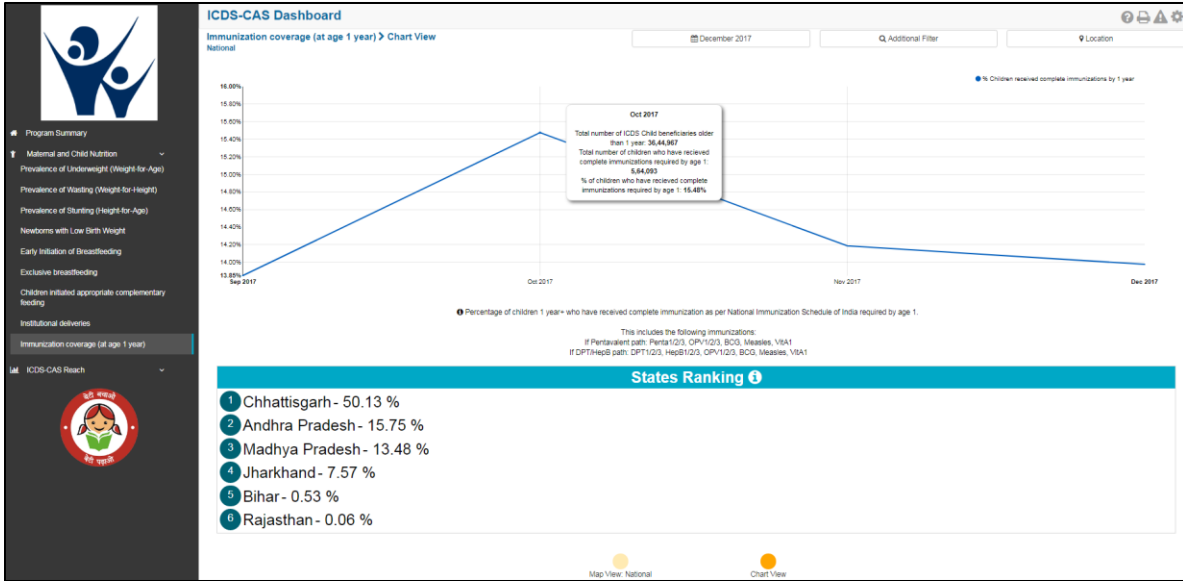 ICDS-CAS Dashboard
Immunization coverage (at age 1 year) > Chart View
National
December 2017
Additional Filter
Location
Program Summary
Maternal and Child Nutrition
Prevalence of Underweight (Weight-for-Age)
Prevalence of Wasting (Weight-for-Height)
Prevalence of Stunting (Height-for-Age)
Newborns with Low Birth Weight
Early Initiation of Breastfeeding
Exclusive breastfeeding
Children initiated appropriate complementary
feeding
Institutional deliveries
Immunization coverage (at age 1 year)
ICDS-CAS Reach
बेटी बचाओ
बेटी पढ़ाओ
% Children received complete immunizations by 1 year
16.00%
15.80%
15.60%
15.40%
15.20%
15.00%
14.80%
14.60%
14.40%
14.20%
14.00%
13.85%
Sep 2017
Oct 2017
Nov 2017
Dec 2017
Oct 2017
Total number of ICDS Child beneficiaries older
than 1 year: 36,44,967
Total number of children who have recieved
complete immunizations required by age 1:
5,64,093
% of children who have recieved complete
immunizations required by age 1: 15.48%
Percentage of children 1 year+ who have received complete immunization as per National Immunization Schedule of India required by age 1.
This includes the following immunizations:
If Pentavalent path: Penta1/2/3, OPV1/2/3, BCG, Measles, VitA1
If DPT/HepB path: DPT1/2/3, HepB1/2/3, OPV1/2/3, BCG, Measles, VitA1
States Ranking
1 Chhattisgarh - 50.13 %
2 Andhra Pradesh - 15.75 %
3 Madhya Pradesh - 13.48 %
4 Jharkhand - 7.57 %
5 Bihar - 0.53 %
6 Rajasthan - 0.06 %
Map View: National
Chart View